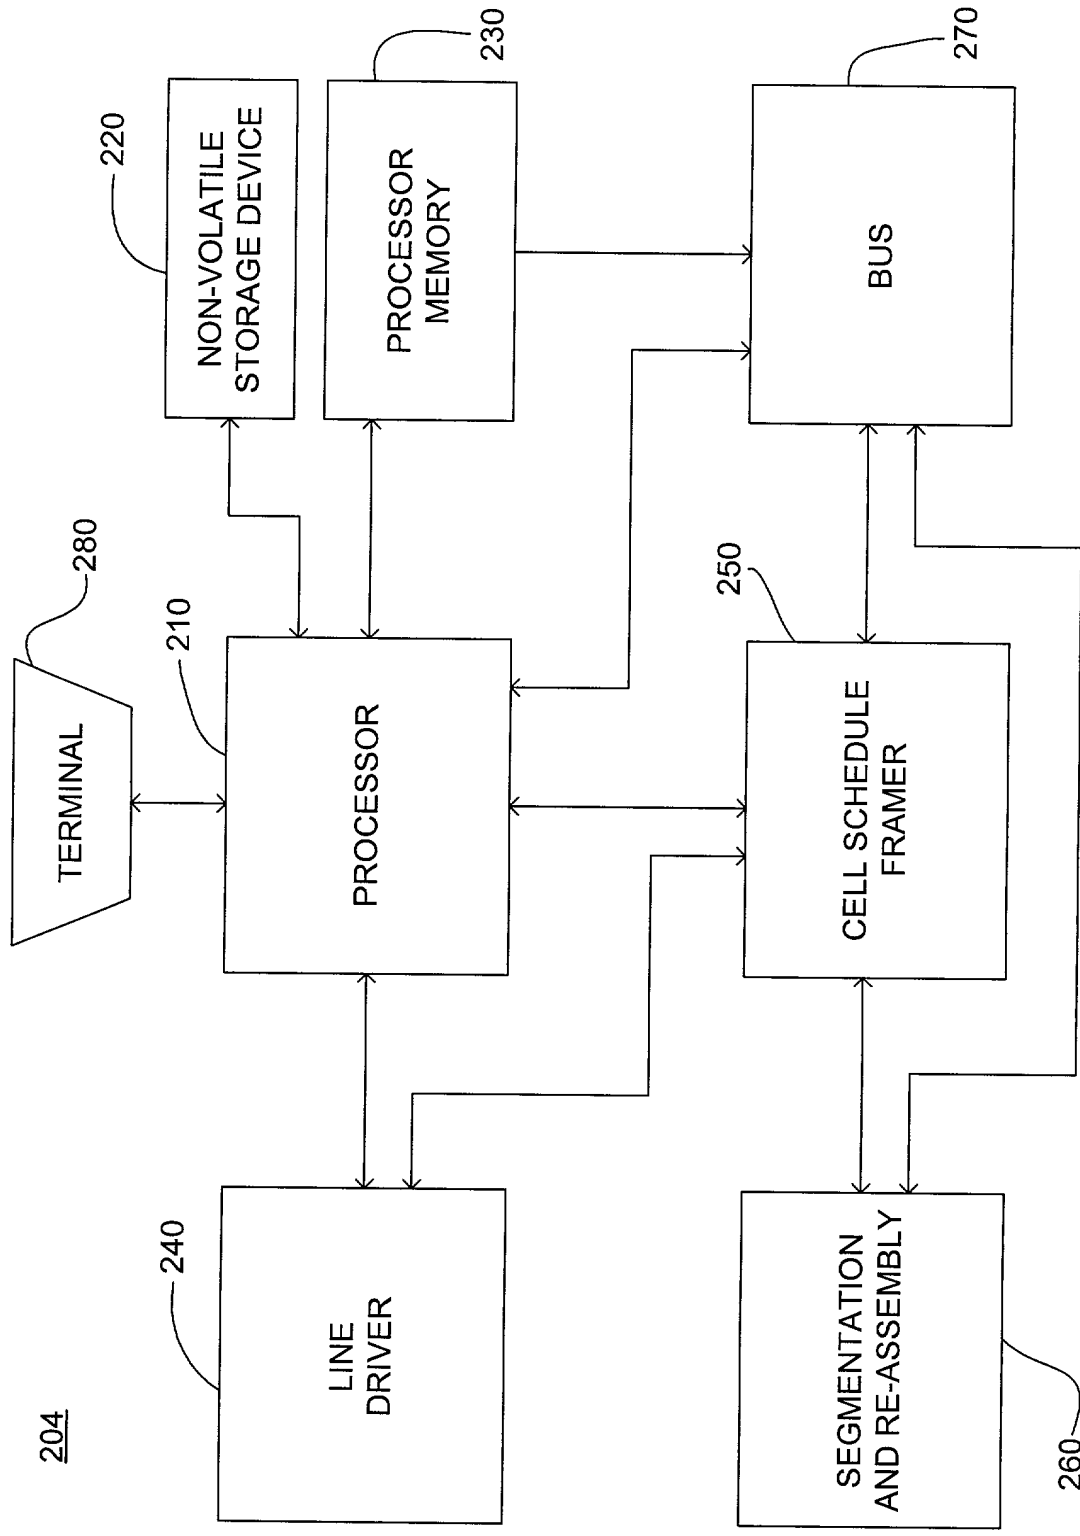 204
280
TERMINAL
220
NON-VOLATILE
STORAGE DEVICE
210
PROCESSOR
230
PROCESSOR
MEMORY
240
LINE
DRIVER
250
CELL SCHEDULE
FRAMER
270
BUS
SEGMENTATION
AND RE-ASSEMBLY
260